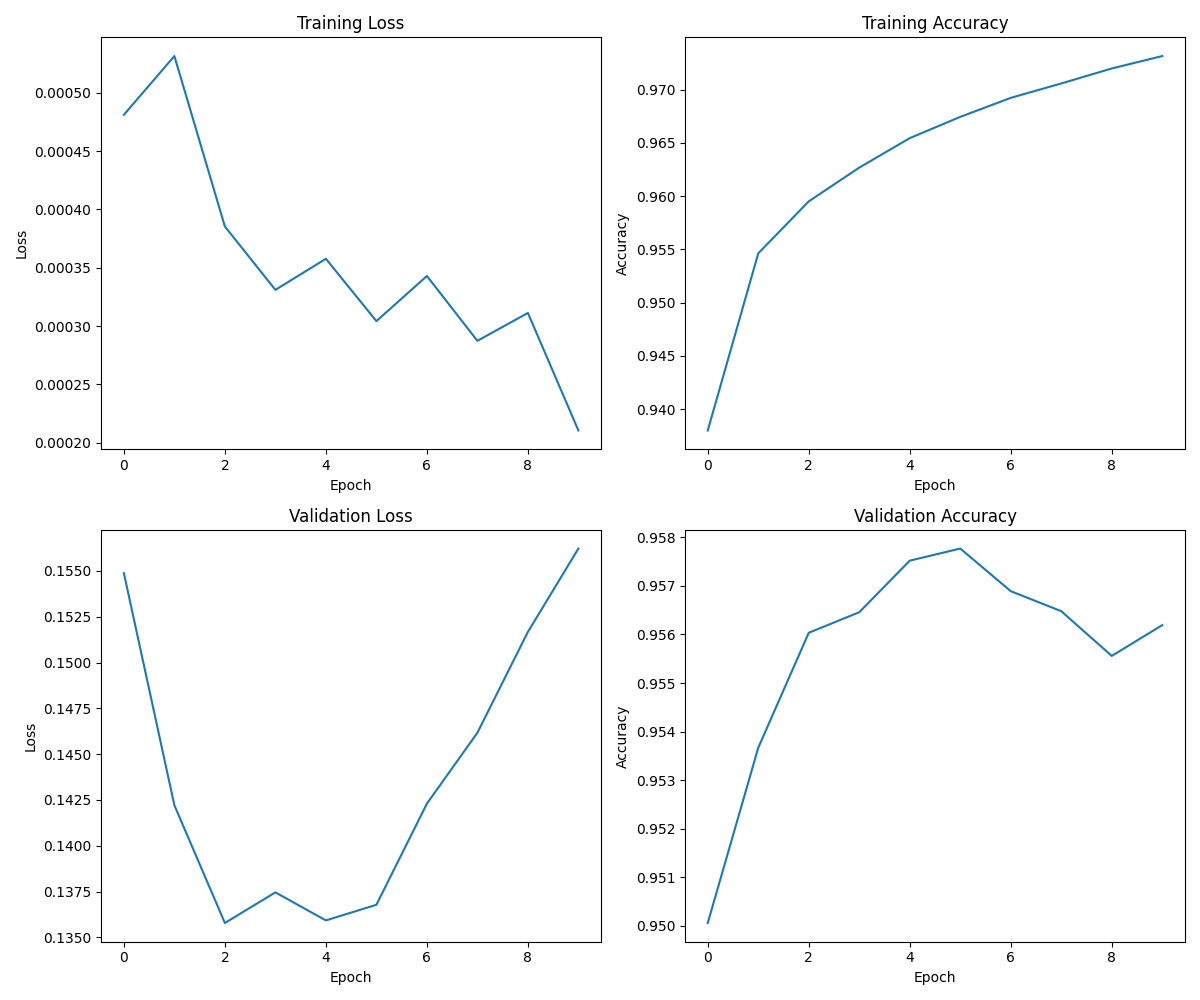 Training Loss
Loss
0.00050
0.00045
0.00040
0.00035
0.00030
0.00025
0.00020
0 2 4 6 8
Epoch
Training Accuracy
Accuracy
0.970
0.965
0.960
0.955
0.950
0.945
0.940
0 2 4 6 8
Epoch
Validation Loss
Loss
0.1550
0.1525
0.1500
0.1475
0.1450
0.1425
0.1400
0.1375
0.1350
0 2 4 6 8
Epoch
Validation Accuracy
Accuracy
0.958
0.957
0.956
0.955
0.954
0.953
0.952
0.951
0.950
0 2 4 6 8
Epoch